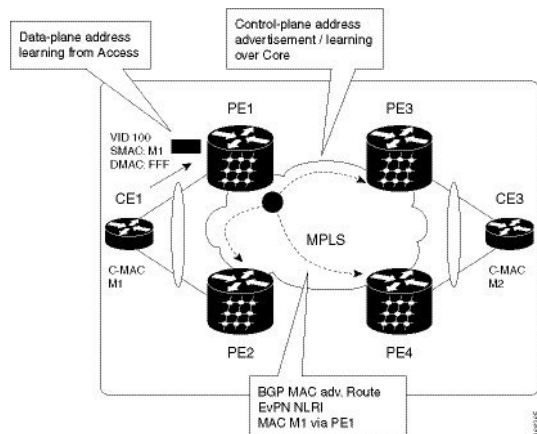 Data-plane address
learning from Access
Control-plane address
advertisement / learning
over Core
PE1
PE3
VID 100
SMAC: M1
DMAC: FFF
CE1
CE3
MPLS
C-MAC
M1
C-MAC
M2
PE2
PE4
BGP MAC adv. Route
EvPN NLRI
MAC M1 via PE1